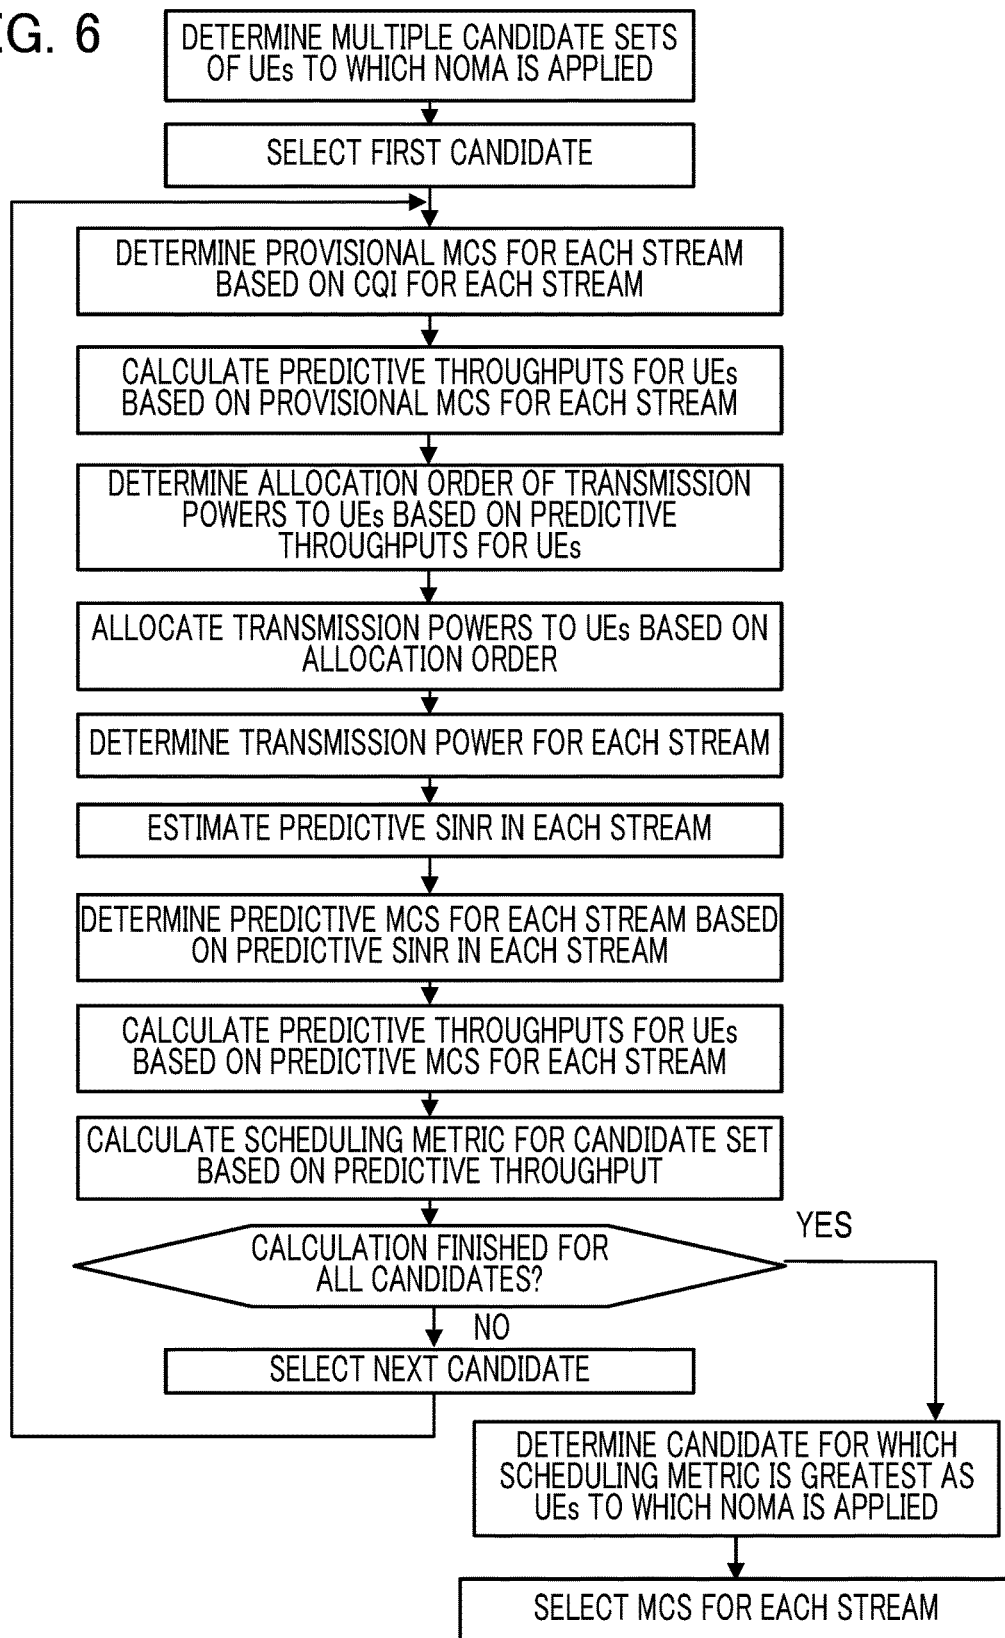 EG. 6
DETERMINE MULTIPLE CANDIDATE SETS
OF UEs TO WHICH NOMA IS APPLIED
SELECT FIRST CANDIDATE
DETERMINE PROVISIONAL MCS FOR EACH STREAM
BASED ON CQI FOR EACH STREAM
CALCULATE PREDICTIVE THROUGHPUTS FOR UEs
BASED ON PROVISIONAL MCS FOR EACH STREAM
DETERMINE ALLOCATION ORDER OF TRANSMISSION
POWERS TO UEs BASED ON PREDICTIVE
THROUGHPUTS FOR UEs
ALLOCATE TRANSMISSION POWERS TO UEs BASED ON
ALLOCATION ORDER
DETERMINE TRANSMISSION POWER FOR EACH STREAM
ESTIMATE PREDICTIVE SINR IN EACH STREAM
DETERMINE PREDICTIVE MCS FOR EACH STREAM BASED
ON PREDICTIVE SINR IN EACH STREAM
CALCULATE PREDICTIVE THROUGHPUTS FOR UEs
BASED ON PREDICTIVE MCS FOR EACH STREAM
CALCULATE SCHEDULING METRIC FOR CANDIDATE SET
BASED ON PREDICTIVE THROUGHPUT
YES
CALCULATION FINISHED FOR
ALL CANDIDATES?
NO
SELECT NEXT CANDIDATE
DETERMINE CANDIDATE FOR WHICH
SCHEDULING METRIC IS GREATEST AS
UEs TO WHICH NOMA IS APPLIED
SELECT MCS FOR EACH STREAM